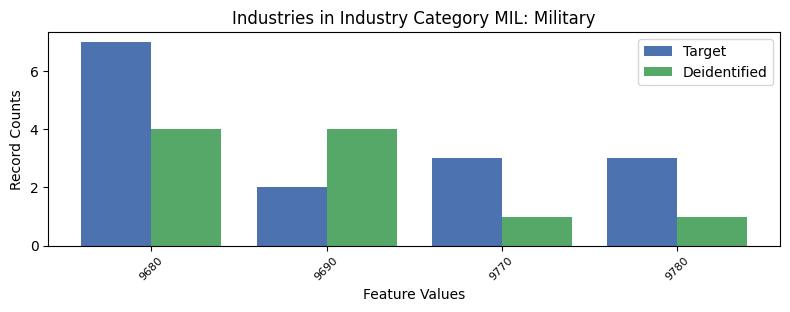 Industries in Industry Category MIL: Military
Target
Deidentified
Record Counts
6
4
2
0
9680
9690
9770
9780
Feature Values